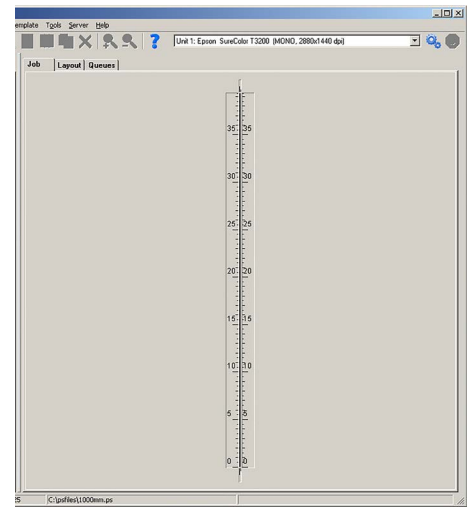 emplate Tools Server Help
? Unit 1: Epson SureColor T3200 (MONO, 2880x1440 dpi)
Job Layout Queues
35 35
30 30
25 25
20 20
15 15
10 10
5 5
0 0
25 C:\psfiles\1000mm.ps